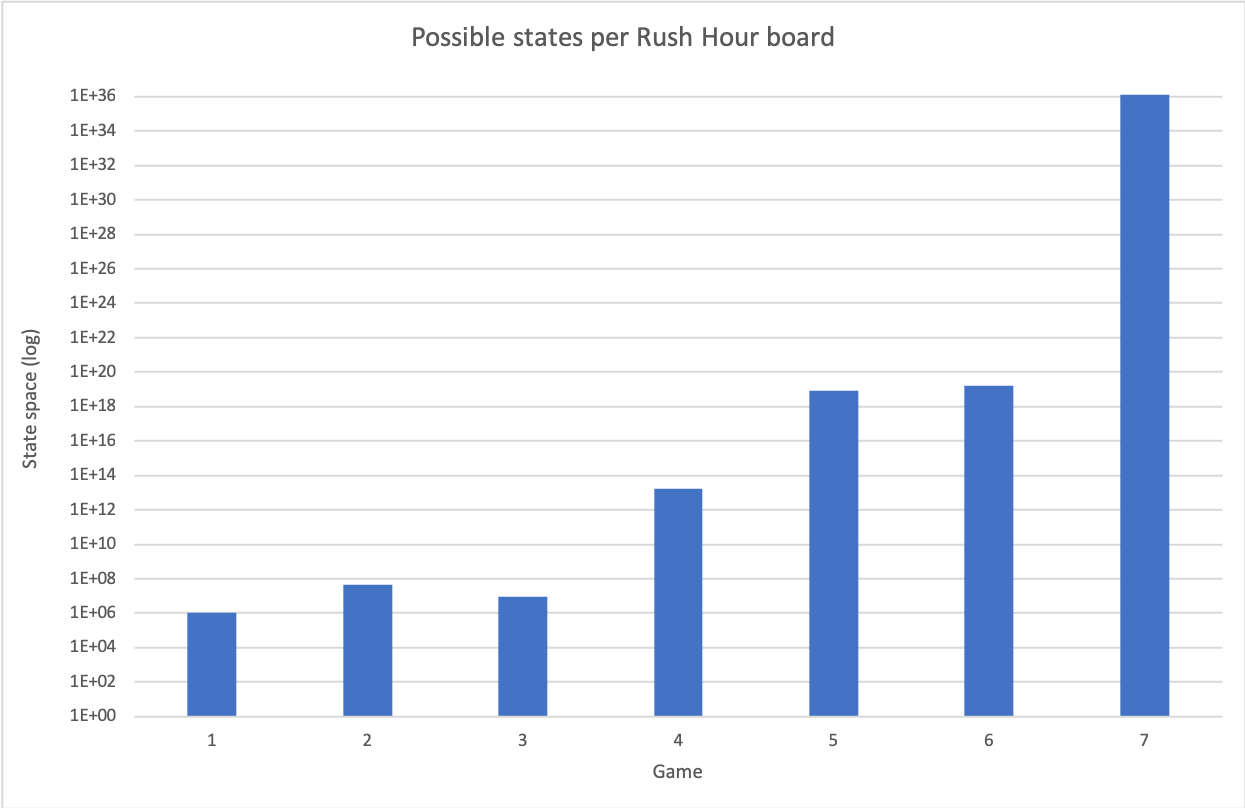 Possible states per Rush Hour board
1E+36
1E+34
1E+32
1E+30
1E+28
1E+26
1E+24
1E+22
1E+20
1E+18
1E+16
1E+14
1E+12
1E+10
1E+08
1E+06
1E+04
1E+02
1E+00
State space (log)
1 2 3 4 5 6 7
Game